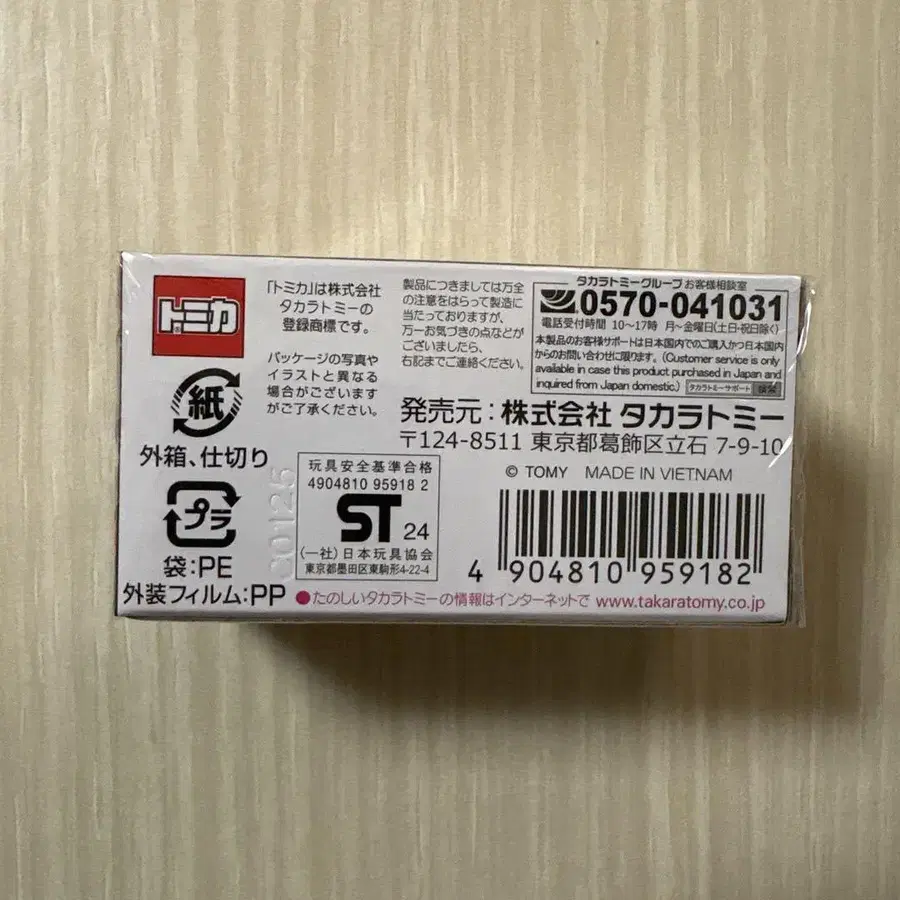 トミカ
「トミカ」は株式会社
タカラトミーの
登録商標です。
パッケージの写真や
イラストと異なる
場合がございます
がご了承ください。
製品につきましては万全
の注意をはらって製造に
当たっておりますが、
万一お気づきの点などが
ございましたら、
右記までご連絡ください。
タカラトミーグループ お客様相談室
0570-041031
電話受付時間 10〜17時 月〜金曜日(土日・祝日除く)
本製品のお客様サポートは日本国内でのご購入かつ日本国内
からのお問い合わせに限ります。(Customer service is only
available in case this product purchased in Japan and
inquired from Japan domestic.) タカラトミーサポート 検索
発売元:株式会社 タカラトミー
〒124-8511 東京都葛飾区立石 7-9-10
© TOMY MADE IN VIETNAM
紙
外箱、仕切り
プラ
袋:PE
外装フィルム:PP
玩具安全基準合格
4904810 95918 2
ST 24
(一社)日本玩具協会
東京都墨田区東駒形4-22-4
4 904810 959182
●たのしいタカラトミーの情報はインターネットで www.takaratomy.co.jp